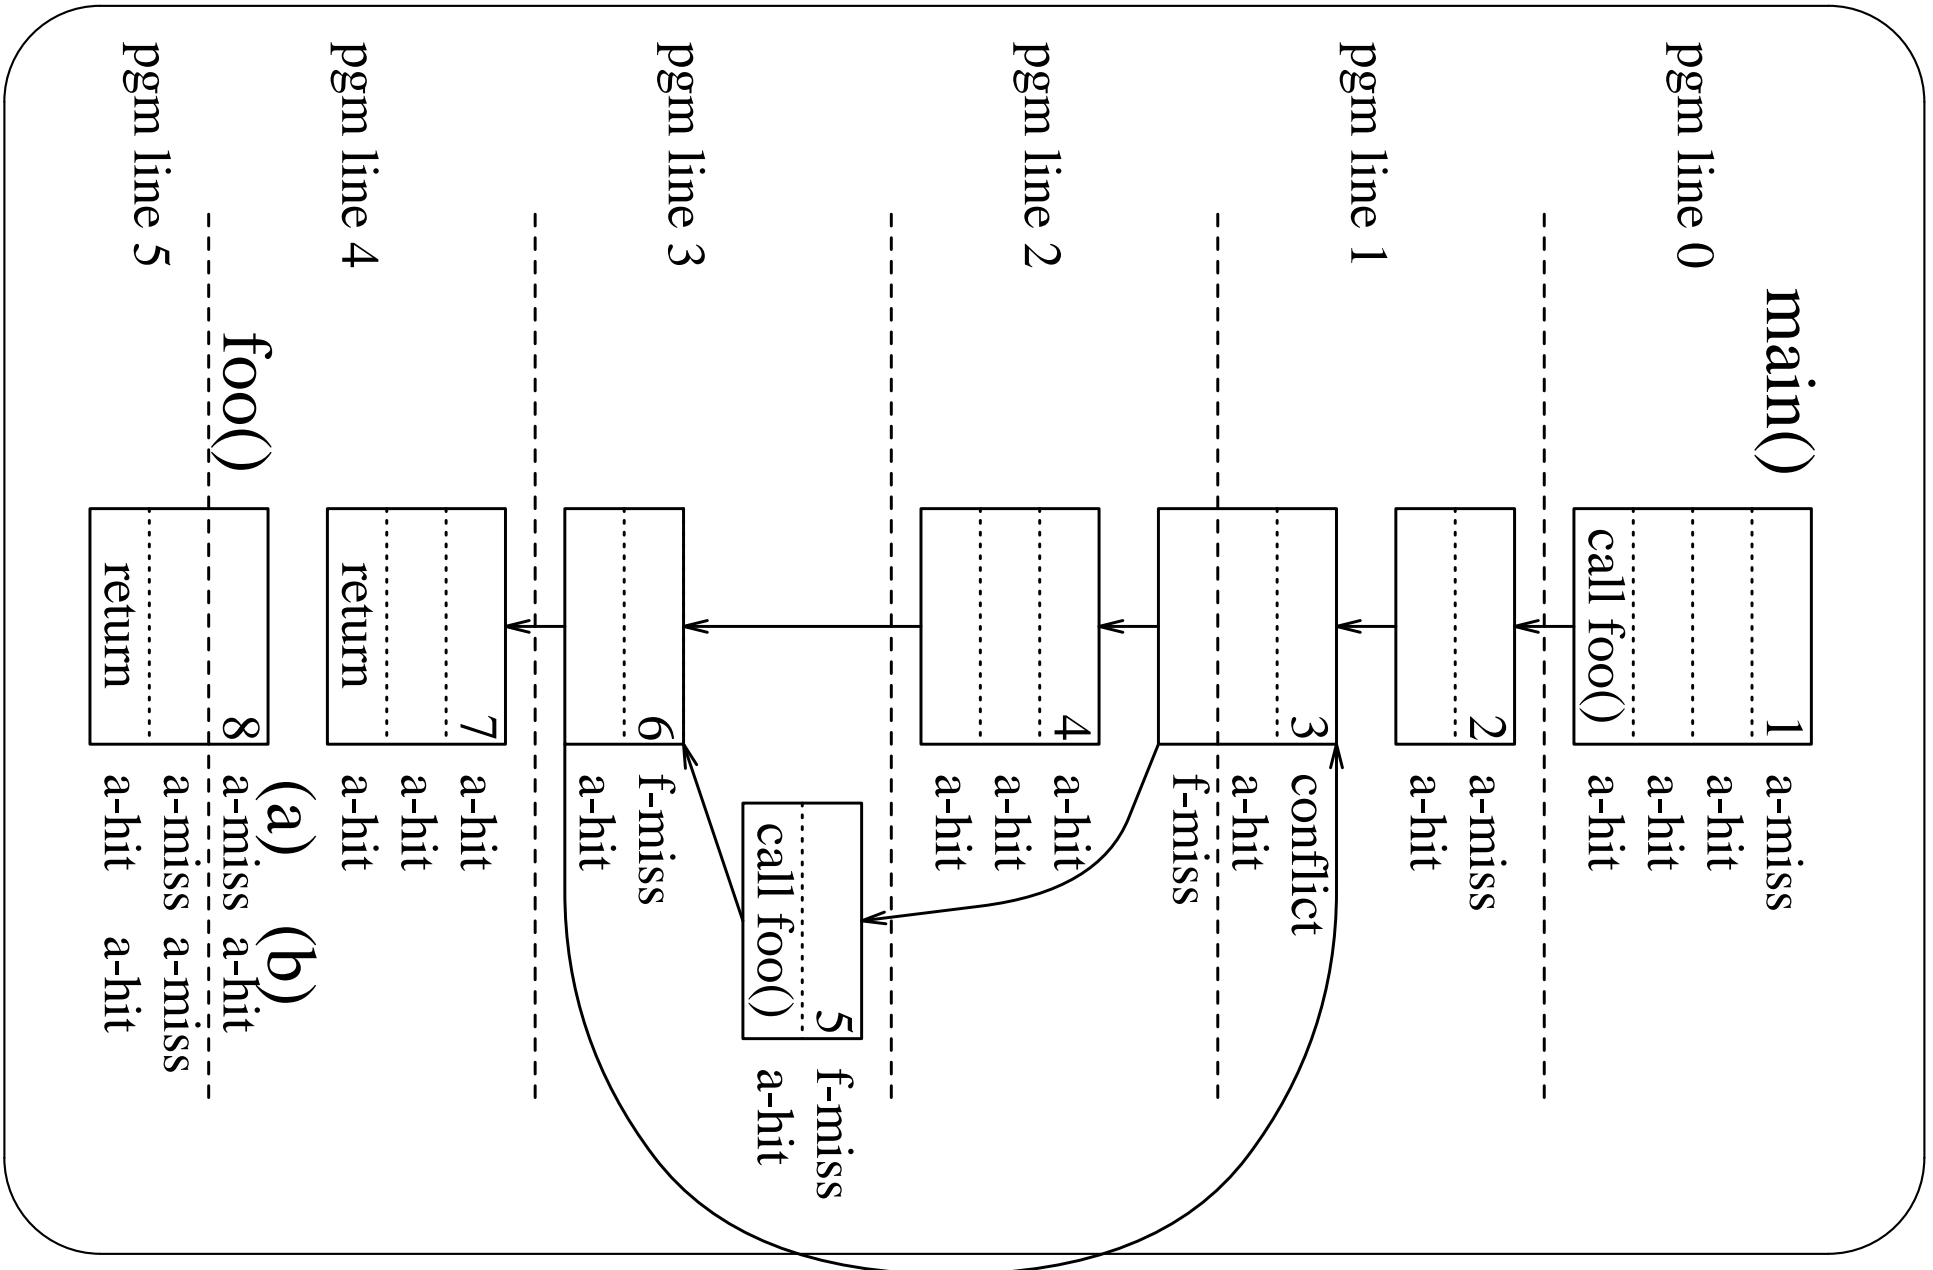 main()
pgm line 0
1
call foo()
a-miss
a-hit
a-hit
a-hit
pgm line 1
2
a-miss
a-hit
3
conflict
a-hit
f-miss
pgm line 2
4
a-hit
a-hit
a-hit
pgm line 3
5
call foo()
f-miss
a-hit
6
f-miss
a-hit
pgm line 4
7
return
a-hit
a-hit
a-hit
foo()
(a) (b)
8
a-miss a-hit
pgm line 5
a-miss a-miss
return
a-hit a-hit